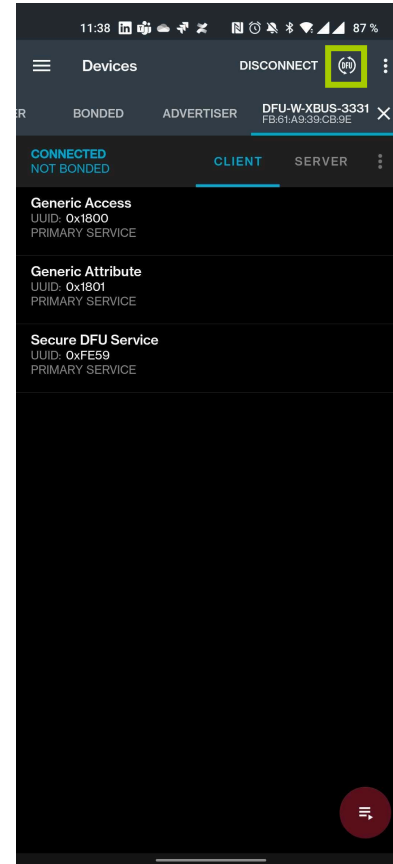 11:38 87 %
Devices DISCONNECT DFU
ER BONDED ADVERTISER DFU-W-XBUS-3331
FB:61:A9:39:CB:9E
CONNECTED
NOT BONDED
CLIENT SERVER
Generic Access
UUID: 0x1800
PRIMARY SERVICE
Generic Attribute
UUID: 0x1801
PRIMARY SERVICE
Secure DFU Service
UUID: 0xFE59
PRIMARY SERVICE